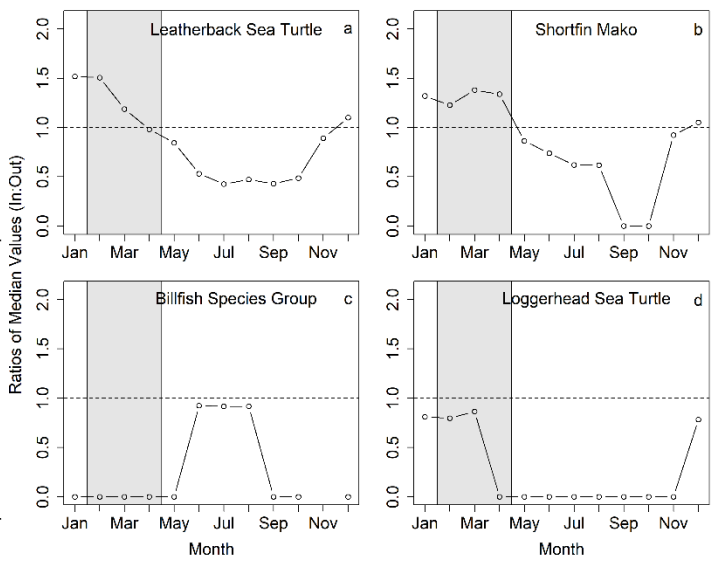 Leatherback Sea Turtle a
Shortfin Mako b
2.0
1.5
1.0
0.5
0.0
Jan Mar May Jul Sep Nov
2.0
1.5
1.0
0.5
0.0
Jan Mar May Jul Sep Nov
Billfish Species Group c
Loggerhead Sea Turtle d
2.0
1.5
1.0
0.5
0.0
Jan Mar May Jul Sep Nov
Month
2.0
1.5
1.0
0.5
0.0
Jan Mar May Jul Sep Nov
Month
Ratios of Median Values (In:Out)